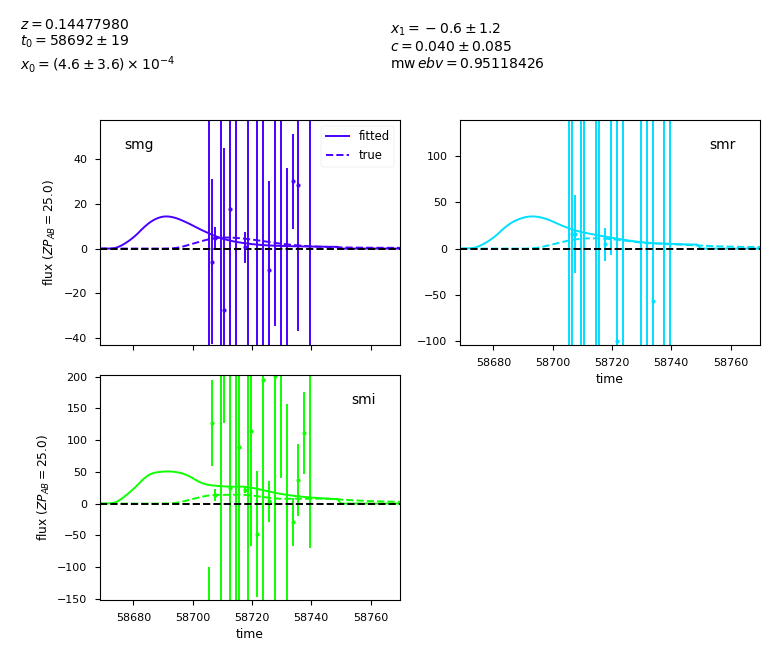 z = 0.14477980
t₀ = 58692 ± 19
x₀ = (4.6 ± 3.6) × 10⁻⁴
x₁ = −0.6 ± 1.2
c = 0.040 ± 0.085
mw ebv = 0.95118426
smg
fitted
true
40
20
0
−20
−40
flux (ZP_AB = 25.0)
smr
100
50
0
−50
−100
58680 58700 58720 58740 58760
time
smi
200
150
100
50
0
−50
−100
−150
flux (ZP_AB = 25.0)
58680 58700 58720 58740 58760
time